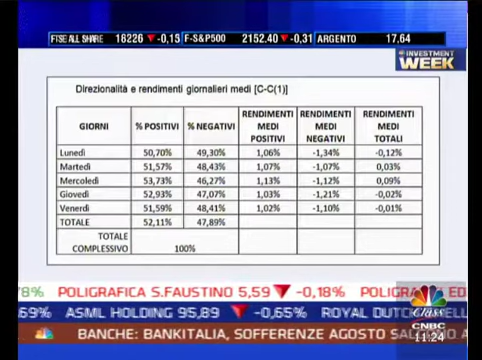 FTSE ALL SHARE 18226 -0,15 F-S&P500 2152.40 -0,31 ARGENTO 17.64
INVESTMENT
WEEK
Direzionalità e rendimenti giornalieri medi [C-C(1)]
GIORNI % POSITIVI % NEGATIVI RENDIMENTI MEDI POSITIVI RENDIMENTI MEDI NEGATIVI RENDIMENTI MEDI TOTALI
Lunedì 50,70% 49,30% 1,06% -1,34% -0,12%
Martedì 51,57% 48,43% 1,07% -1,07% 0,03%
Mercoledì 53,73% 46,27% 1,13% -1,12% 0,09%
Giovedì 52,93% 47,07% 1,03% -1,21% -0,02%
Venerdì 51,59% 48,41% 1,02% -1,10% -0,01%
TOTALE 52,11% 47,89%
TOTALE COMPLESSIVO 100%
8% POLIGRAFICA S.FAUSTINO 5,59 -0,18% POLIGRA
.69% ASML HOLDING 95,89 -0,65% ROYAL DUTCH
BANCHE: BANKITALIA, SOFFERENZE AGOSTO
Class
CNBC
11:24